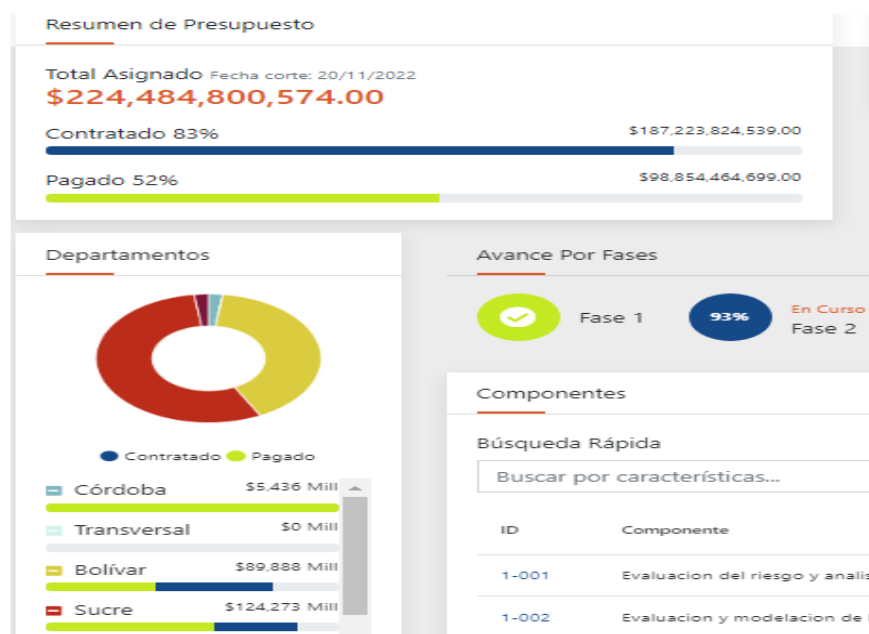 Resumen de Presupuesto
Total Asignado Fecha corte: 20/11/2022
$224,484,800,574.00
Contratado 83% $187,223,824,539.00
Pagado 52% $98,854,464,699.00
Departamentos
Contratado Pagado
Córdoba $5,436 Mill
Transversal $0 Mill
Bolívar $89,888 Mill
Sucre $124,273 Mill
Avance Por Fases
Fase 1
93%
En Curso
Fase 2
Componentes
Búsqueda Rápida
Buscar por características...
ID Componente
1-001 Evaluacion del riesgo y
1-002 Evaluacion y modelacion de